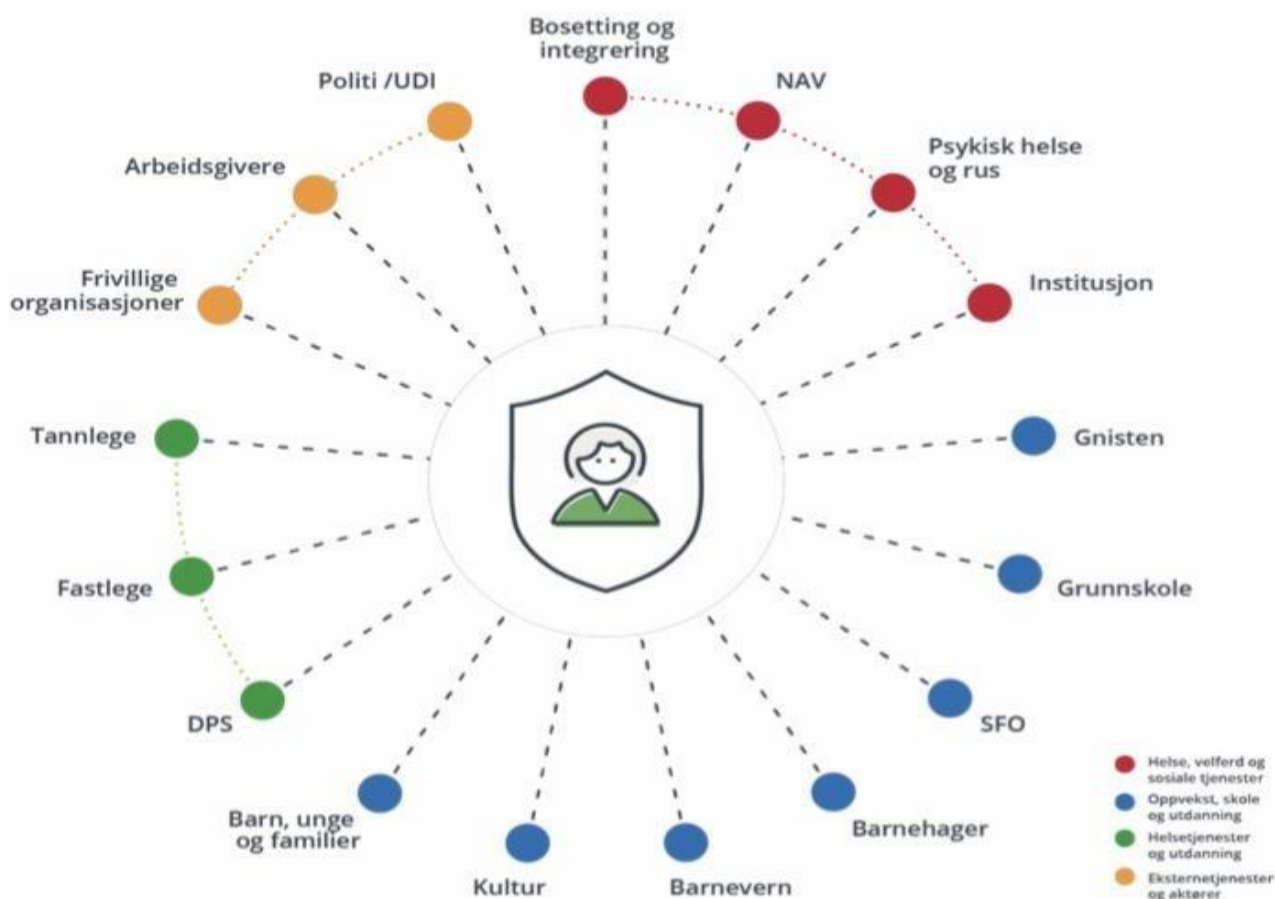 Bosetting og
integrering
NAV
Politi /UDI
Psykisk helse
og rus
Arbeidsgivere
Institusjon
Frivillige
organisasjoner
Tannlege
Gnisten
Fastlege
Grunnskole
DPS
SFO
Barn, unge
og familier
Barnehager
Kultur
Barnevern
Helse, velferd og
sosiale tjenester
Oppvekst, skole
og utdanning
Helsetjenester
og utdanning
Eksternetjenester
og aktører